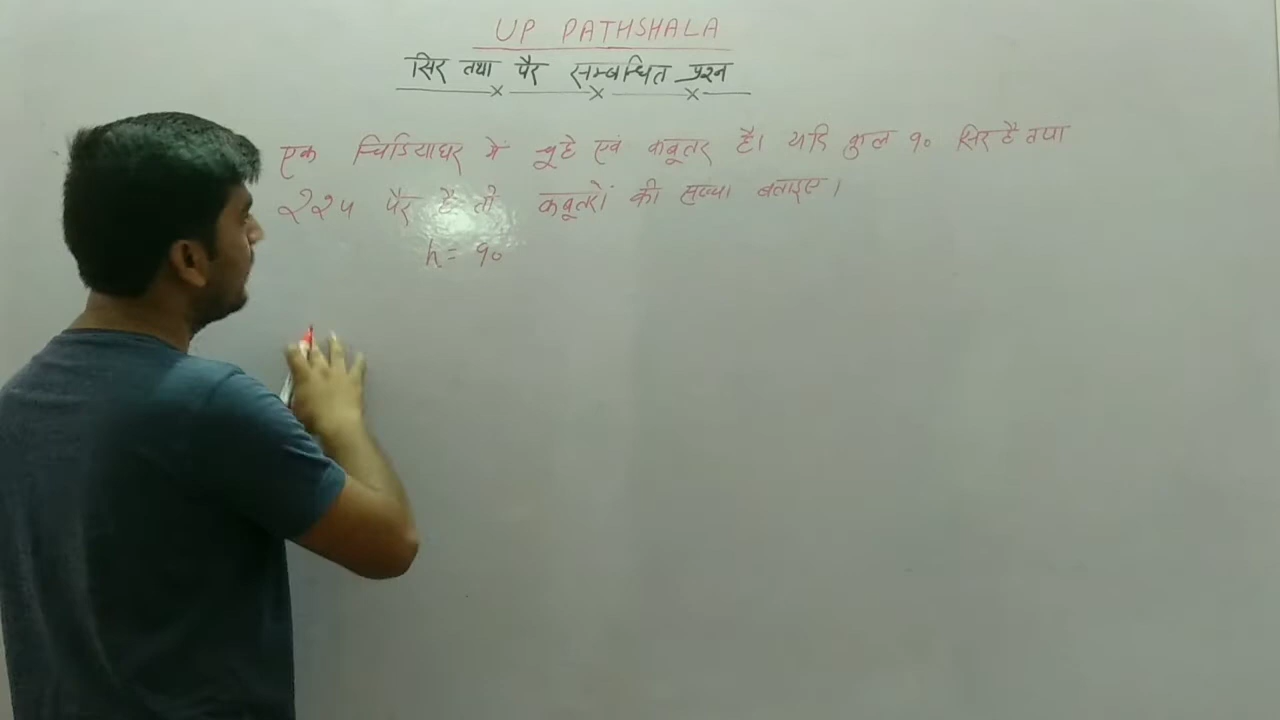 UP PATHSHALA
सिर तथा पैर सम्बन्धित प्रश्न
एक चिडियाघर में चूहे एवं कबूतर है। यदि कुल 90 सिर है तथा
224 पैर है तो कबूतरों की संख्या बताइए।
h = 90